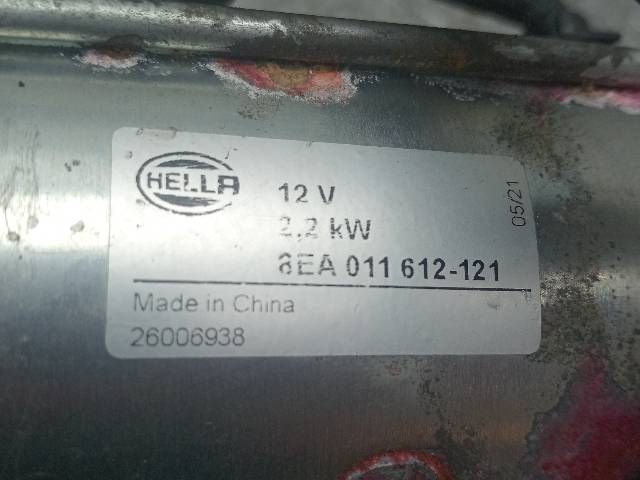 HELLA
12 V
2,2 kW
8EA 011 612-121
05/21
Made in China
26006938